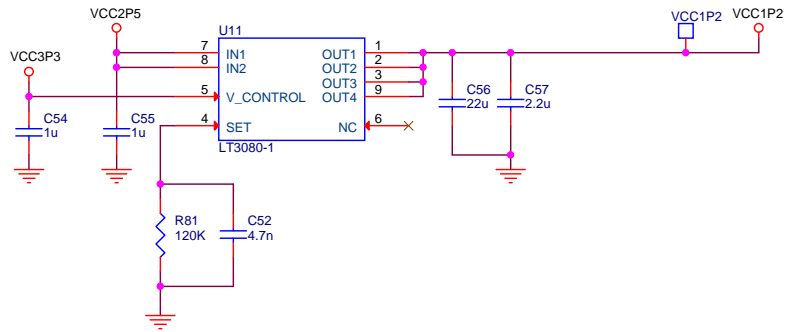 VCC2P5
VCC3P3
U11
VCC1P2
VCC1P2
7 IN1 OUT1 1
8 IN2 OUT2 2
OUT3 3
5 V_CONTROL OUT4 9
4 SET NC 6
LT3080-1
C54
1u
C55
1u
C56
22u
C57
2.2u
R81
120K
C52
4.7n